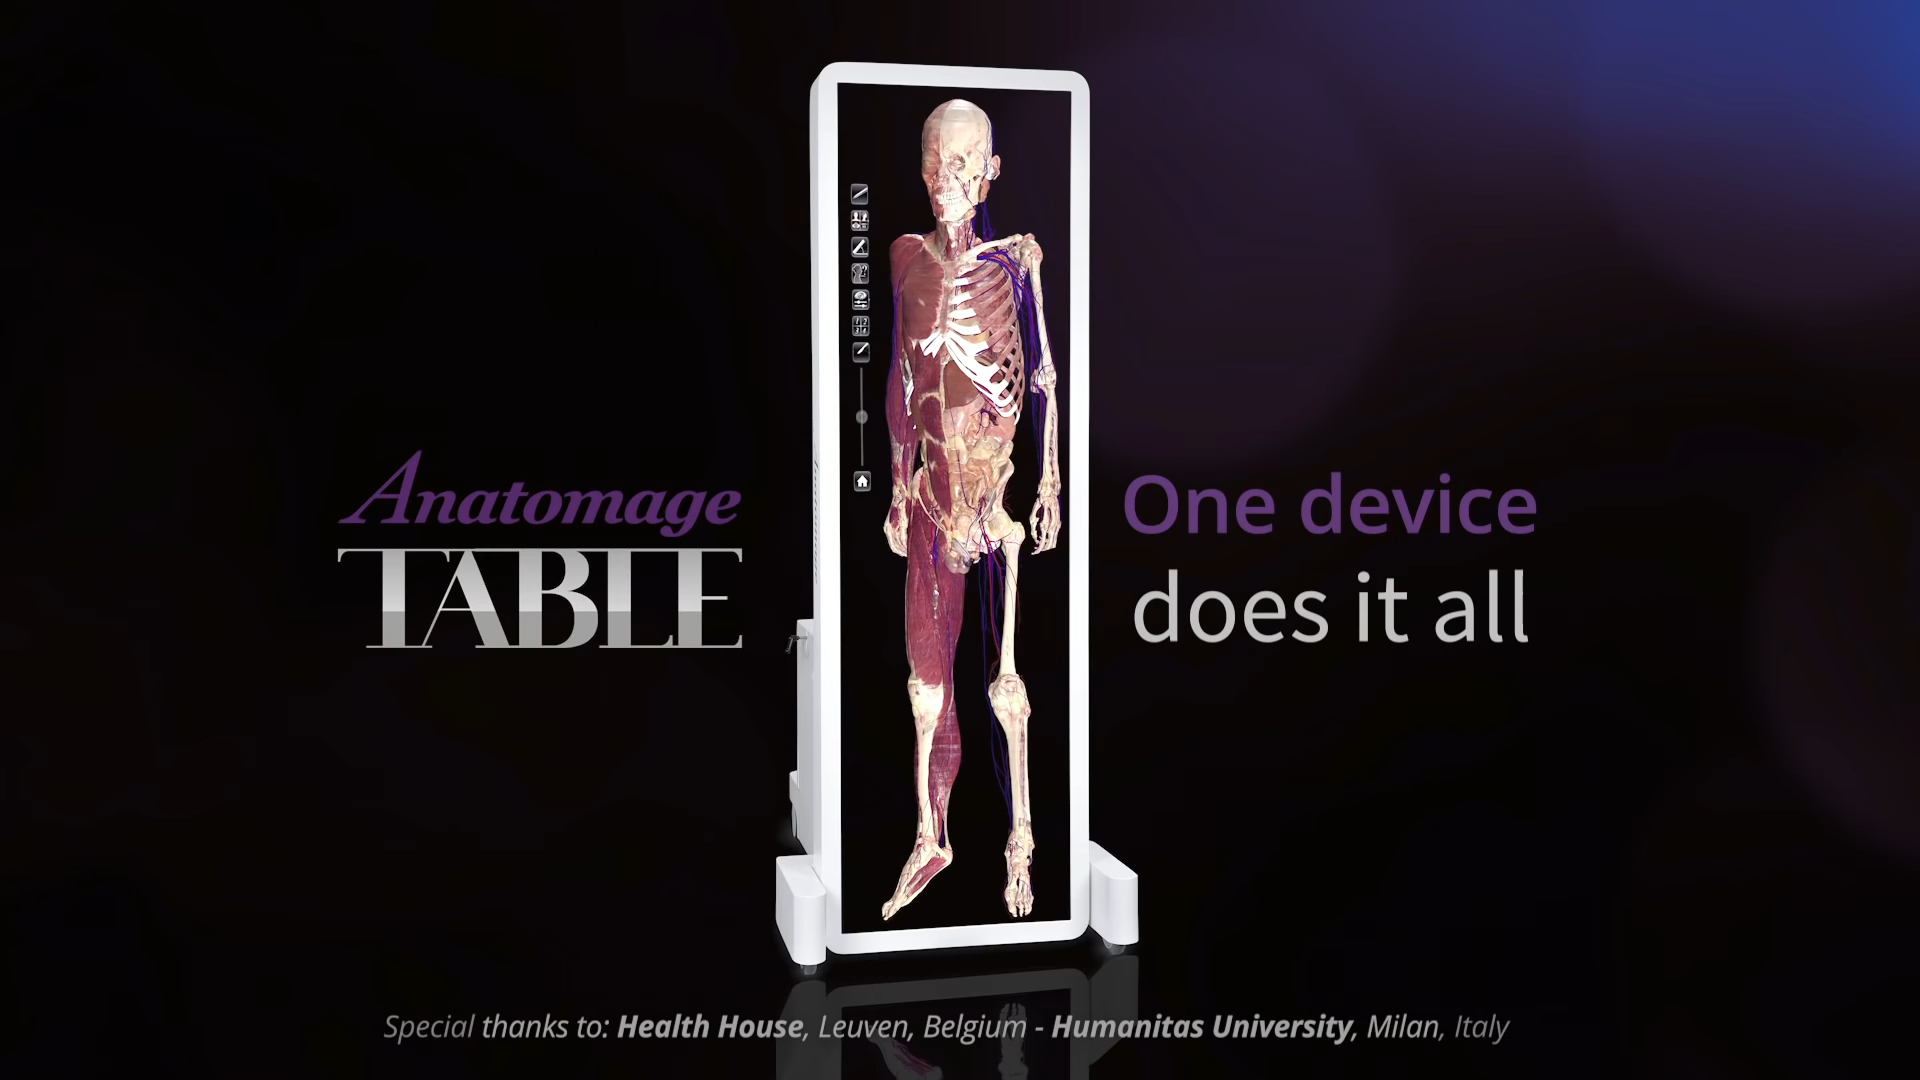 Anatomage
TABLE
One device
does it all
Special thanks to: Health House, Leuven, Belgium - Humanitas University, Milan, Italy